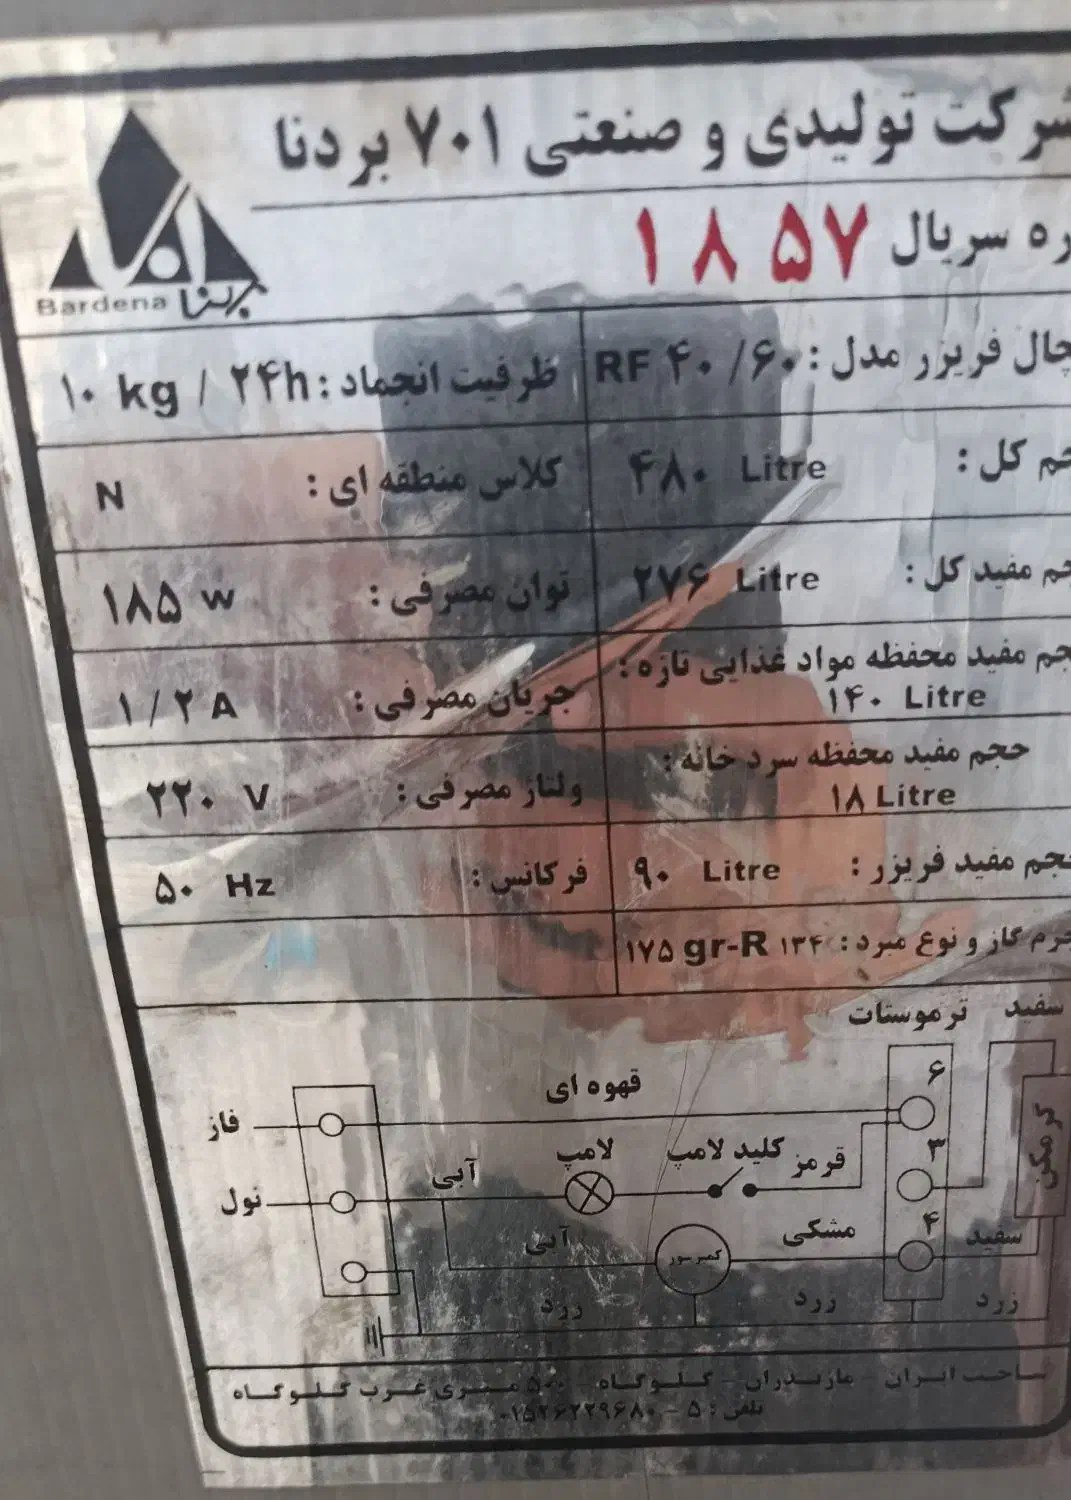 شرکت تولیدی و صنعتی ۷۰۱ بردنا
Bardena بردنا
ره سریال ۱۸۵۷
چال فریزر مدل : RF ۴۰/۶۰
ظرفیت انجماد : ۱۰ kg / ۲۴h
جم کل : ۴۸۰ Litre
کلاس منطقه ای : N
جم مفید کل : ۲۷۶ Litre
توان مصرفی : ۱۸۵ w
جم مفید محفظه مواد غذایی تازه :
۱۴۰ Litre
جریان مصرفی : ۱/۲ A
حجم مفید محفظه سرد خانه :
۱۸ Litre
ولتاژ مصرفی : ۲۲۰ V
حجم مفید فریزر : ۹۰ Litre
فرکانس : ۵۰ Hz
جرم گاز و نوع مبرد : ۱۷۵ gr-R ۱۳۴
ترموستات
سفید
۶
قهوه ای
فاز
گرمکن
۳
قرمز
کلید لامپ
لامپ
آبی
نول
۴
سفید
مشکی
کمپرسور
آبی
زرد
زرد
زرد
ساخت ایران - مازندران - گلوگاه - ۵۰۰ متری غرب گلوگاه
تلفن : ۵ - ۰۱۵۲۶۲۲۹۶۸۰